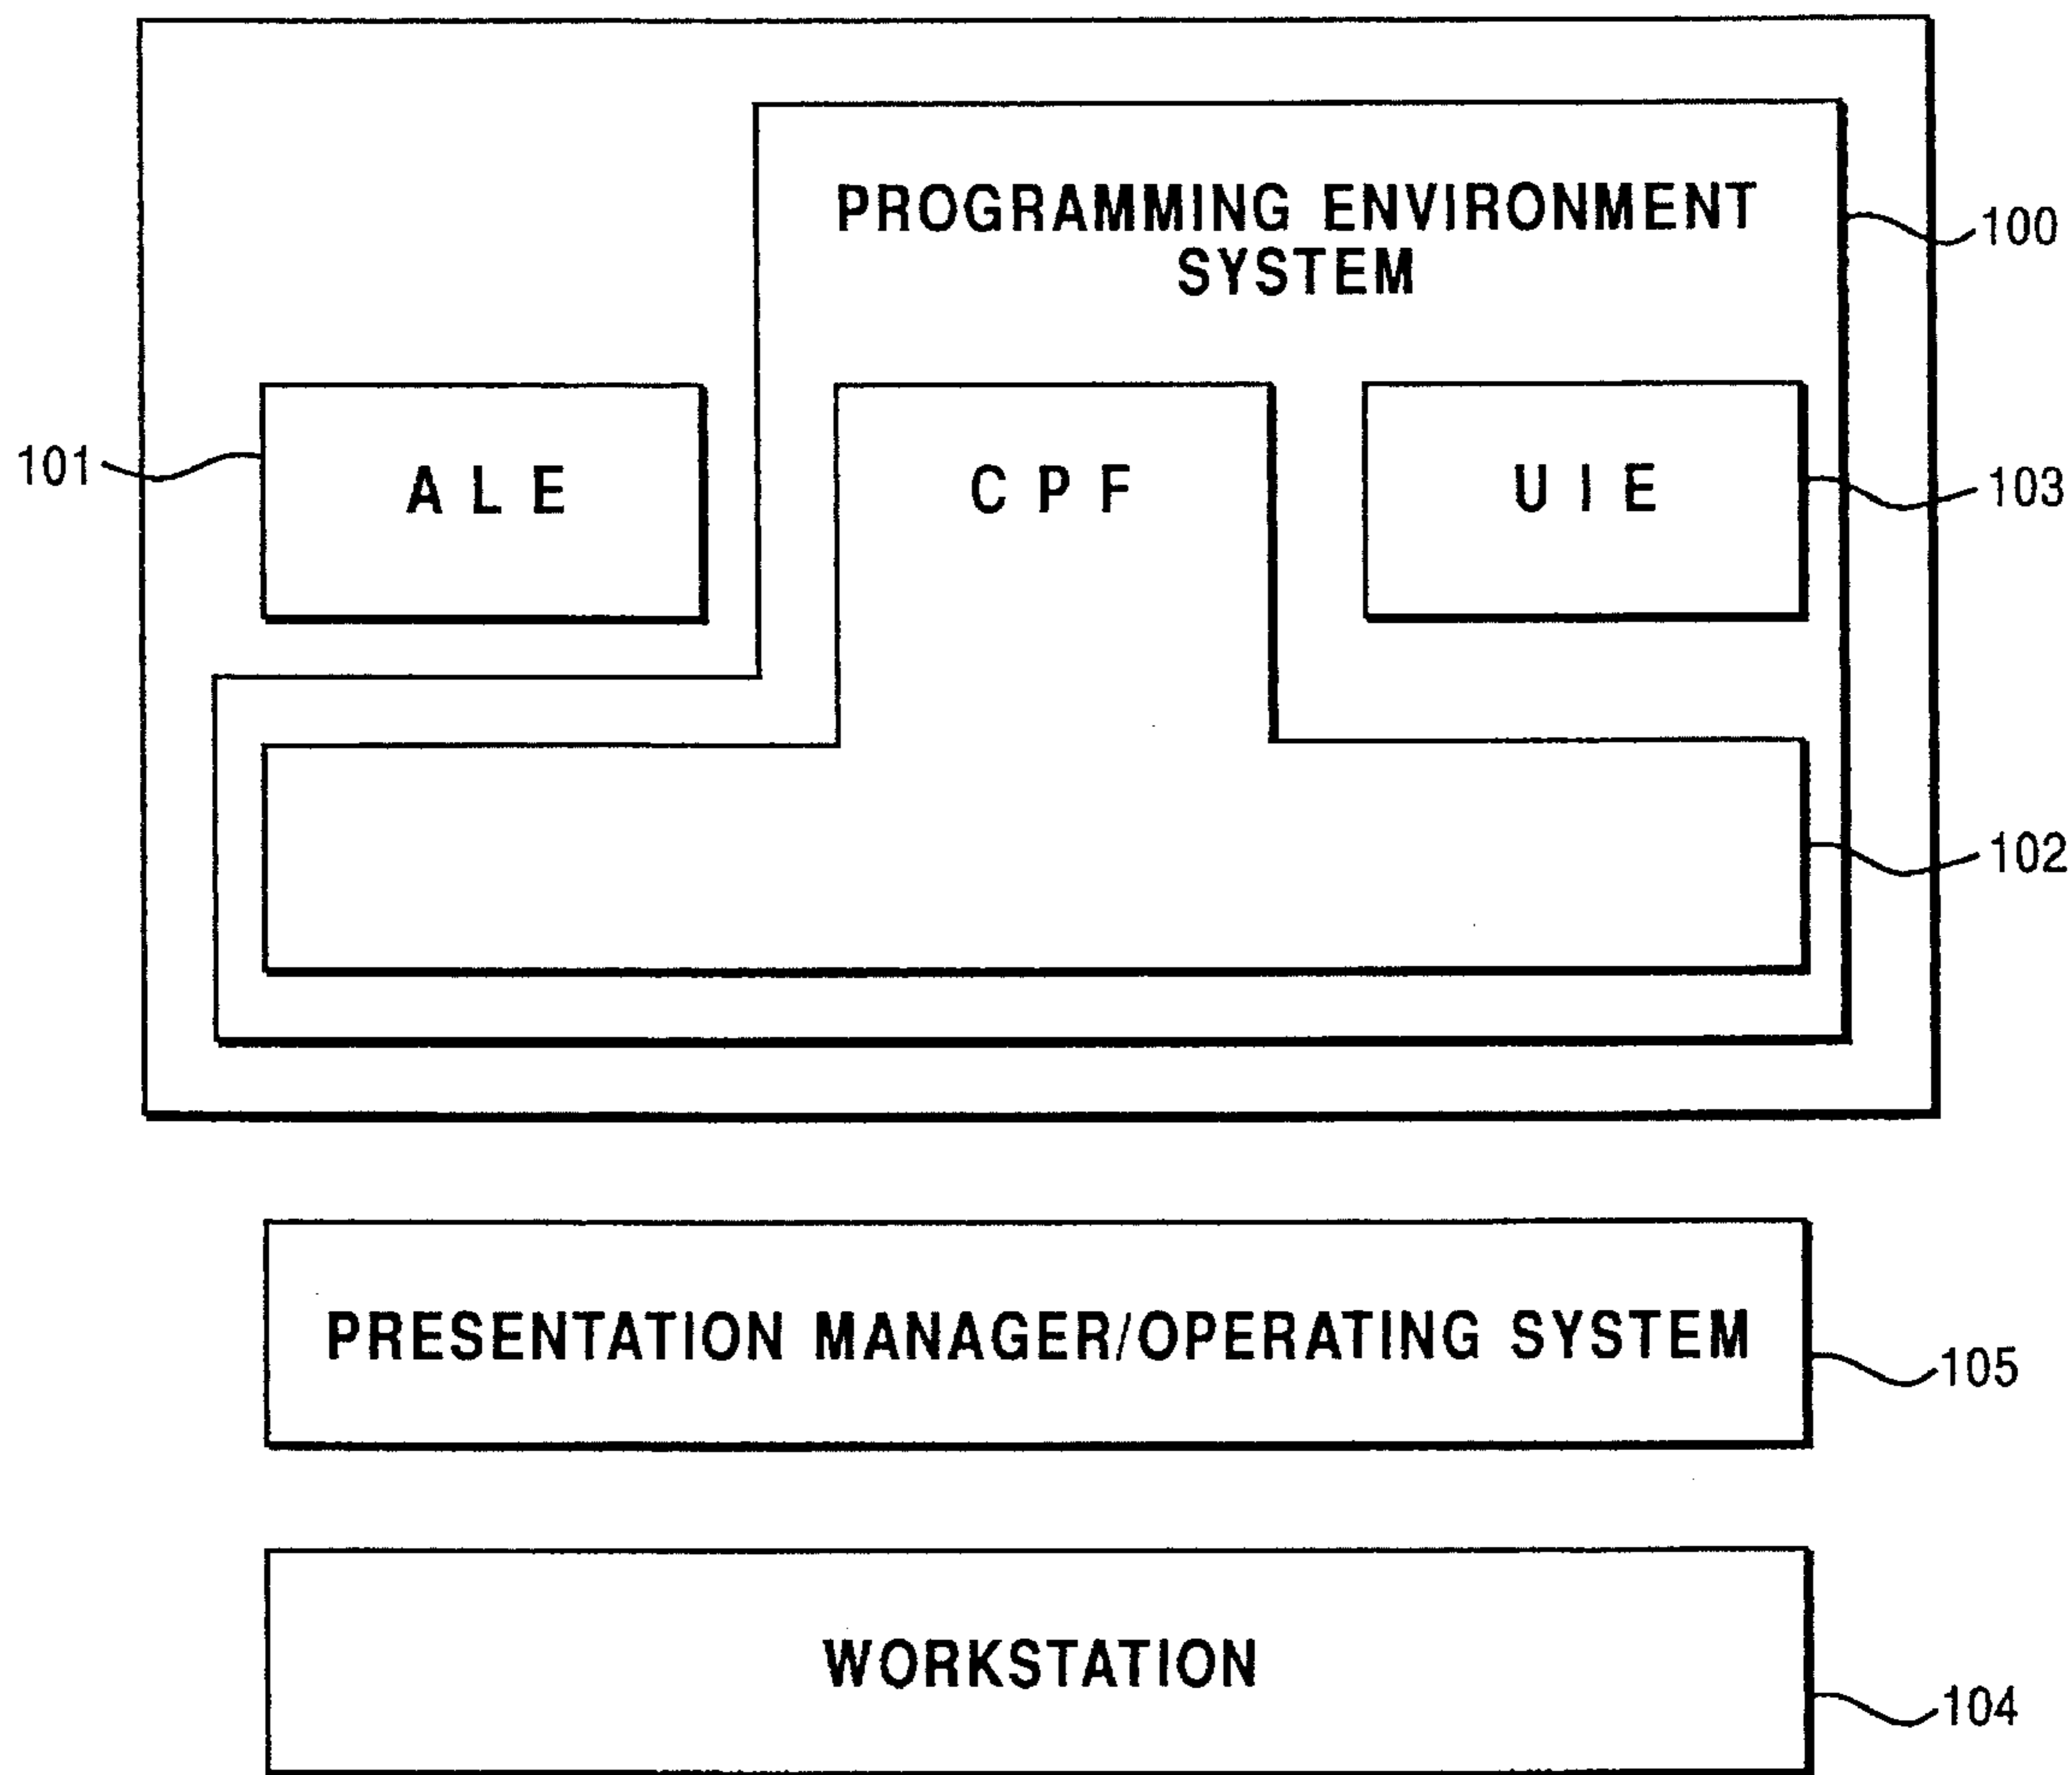 PROGRAMMING ENVIRONMENT
SYSTEM
100
101
A L E
C P F
U I E
103
102
PRESENTATION MANAGER/OPERATING SYSTEM
105
WORKSTATION
104